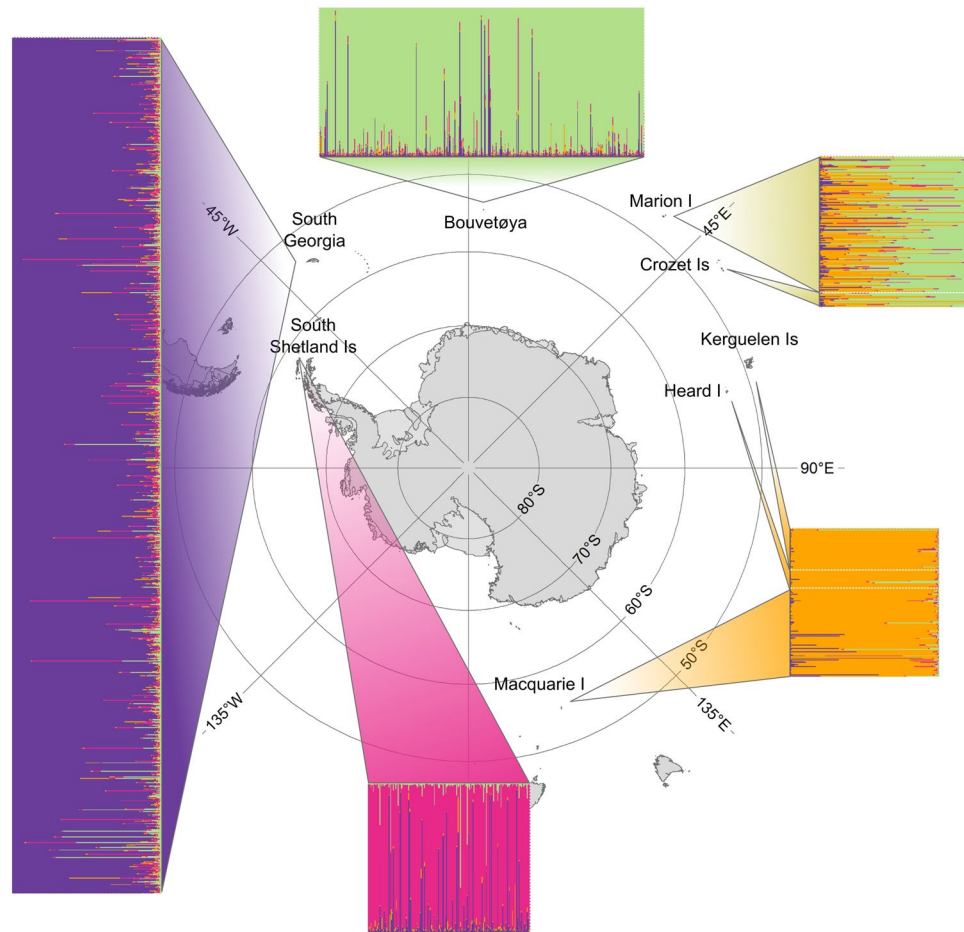 45°W
South
Georgia
Bouvetøya
Marion I
45°E
Crozet Is
South
Shetland Is
Kerguelen Is
Heard I
90°E
80°S
70°S
60°S
50°S
Macquarie I
135°W
135°E